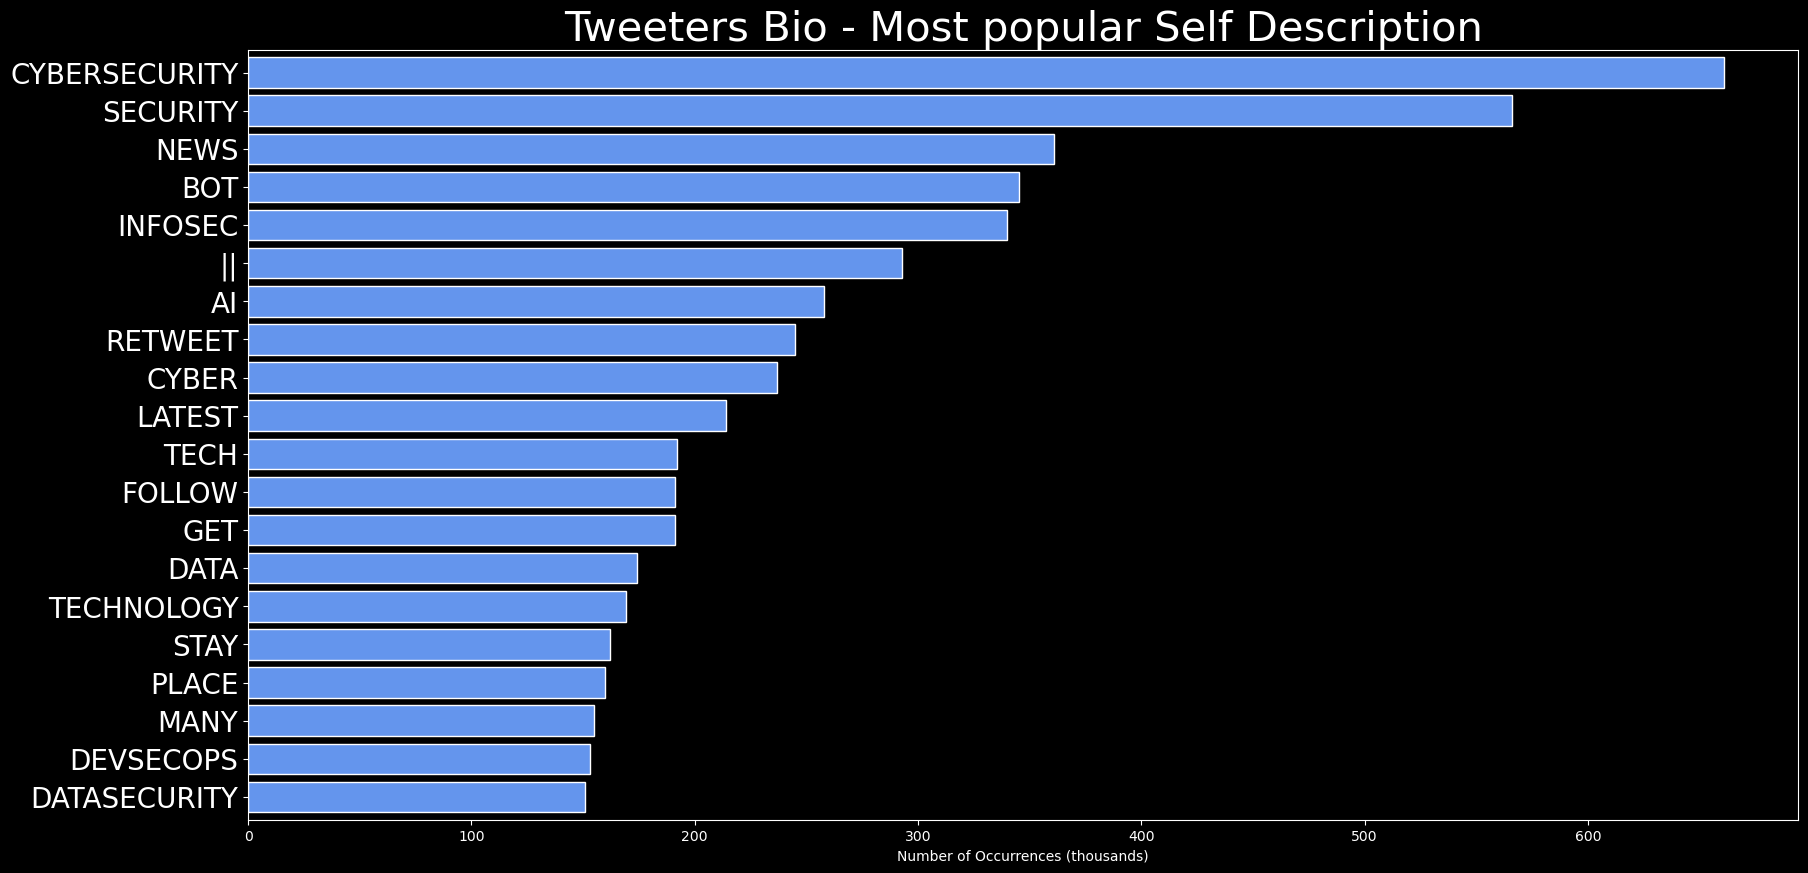 Tweeters Bio - Most popular Self Description
CYBERSECURITY
SECURITY
NEWS
BOT
INFOSEC
||
AI
RETWEET
CYBER
LATEST
TECH
FOLLOW
GET
DATA
TECHNOLOGY
STAY
PLACE
MANY
DEVSECOPS
DATASECURITY
0 100 200 300 400 500 600
Number of Occurrences (thousands)